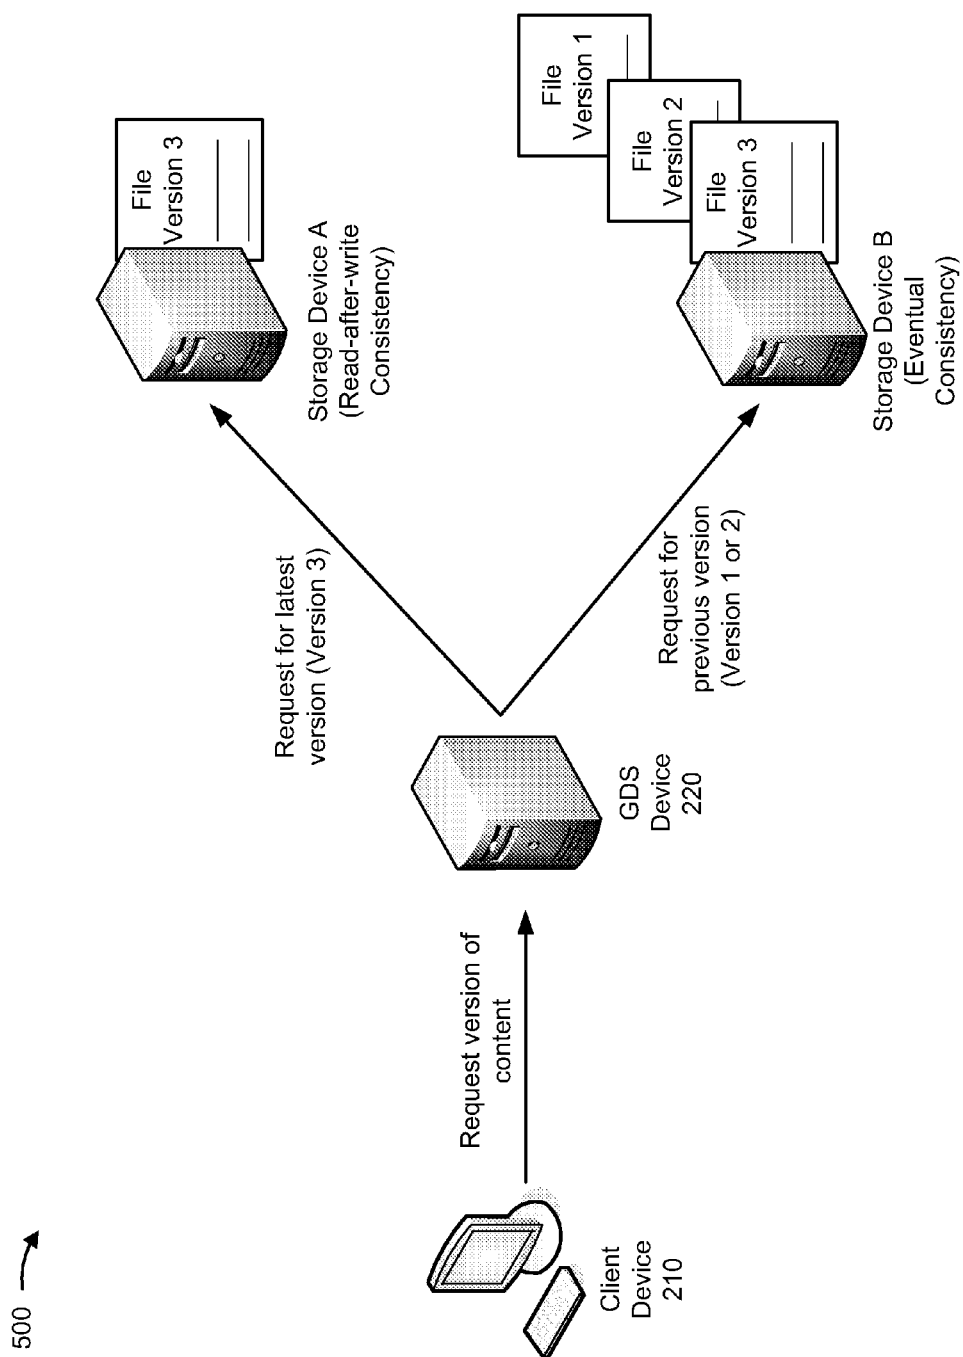 500
Client
Device
210
Request version of
content
GDS
Device
220
Request for latest
version (Version 3)
Request for
previous version
(Version 1 or 2)
Storage Device A
(Read-after-write
Consistency)
File
Version 3
Storage Device B
(Eventual
Consistency)
File
Version 1
File
Version 2
File
Version 3